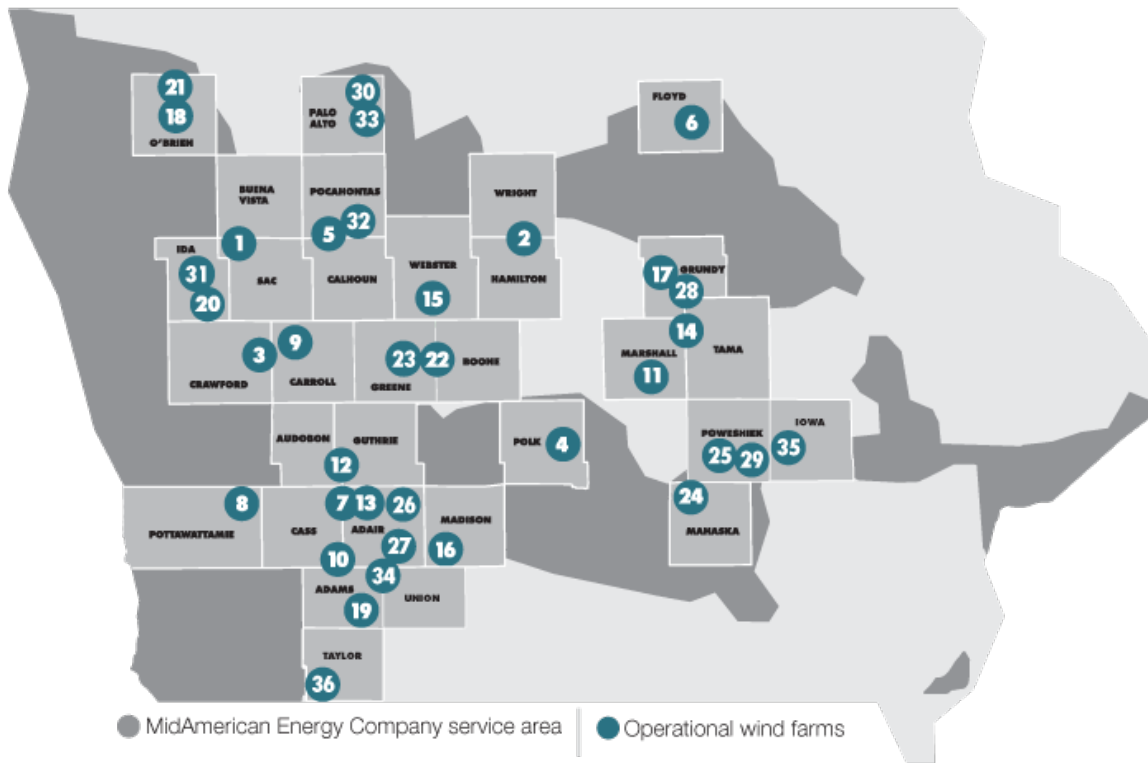 21
30
18
PALO
ALTO
33
FLOYD
6
O'BRIEN
BUENA
VISTA
POCAHONTAS
WRIGHT
5
32
1
2
IDA
31
SAC
CALHOUN
WEBSTER
HAMILTON
17
GRUNDY
20
15
28
14
3
9
23
22
BOONE
MARSHALL
TAMA
CRAWFORD
CARROLL
GREENE
11
AUDOBON
GUTHRIE
POLK
4
POWESHIEK
IOWA
12
25
29
35
8
7
13
26
24
POTTAWATTAMIE
CASS
ADAIR
MADISON
MAHASKA
10
27
16
34
ADAMS
UNION
19
TAYLOR
36
MidAmerican Energy Company service area
Operational wind farms